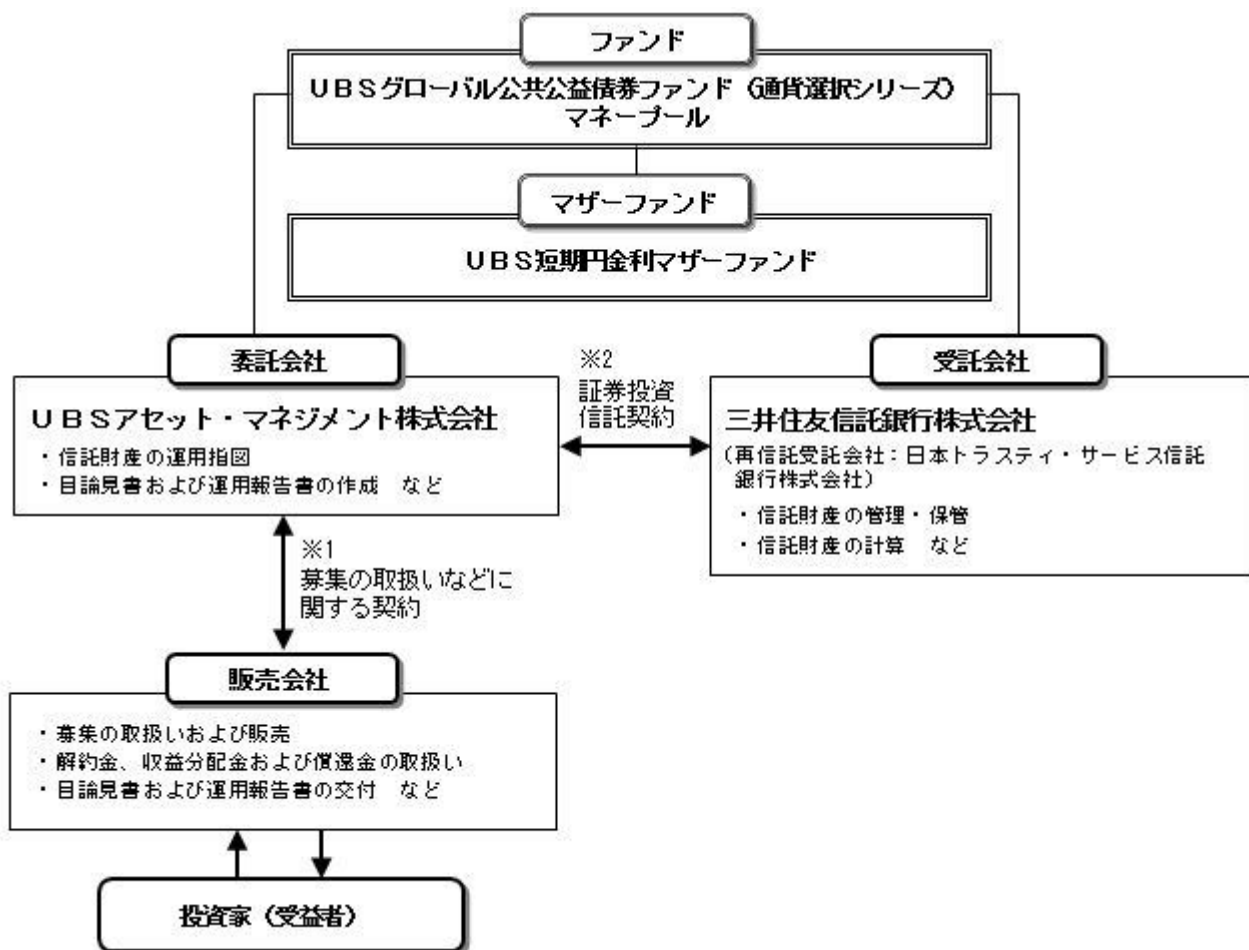 ファンド
UBSグローバル公共公益債券ファンド(通貨選択シリーズ)
マネープール
マザーファンド
UBS短期円金利マザーファンド
委託会社
UBSアセット・マネジメント株式会社
・信託財産の運用指図
・目論見書および運用報告書の作成 など
※2
証券投資
信託契約
受託会社
三井住友信託銀行株式会社
(再信託受託会社:日本トラスティ・サービス信託
銀行株式会社)
・信託財産の管理・保管
・信託財産の計算 など
※1
募集の取扱いなどに
関する契約
販売会社
・募集の取扱いおよび販売
・解約金、収益分配金および償還金の取扱い
・目論見書および運用報告書の交付 など
投資家(受益者)